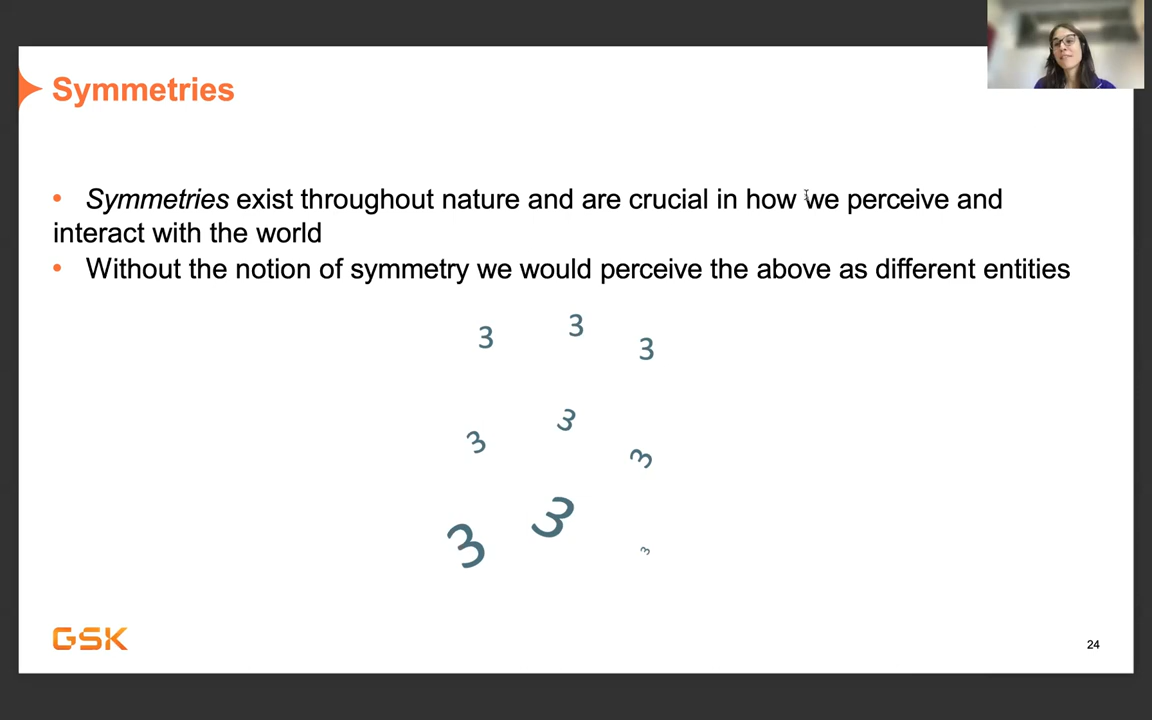 Symmetries
• Symmetries exist throughout nature and are crucial in how we perceive and
interact with the world
• Without the notion of symmetry we would perceive the above as different entities
3 3 3
3 3 3
3 3 3
GSK
24